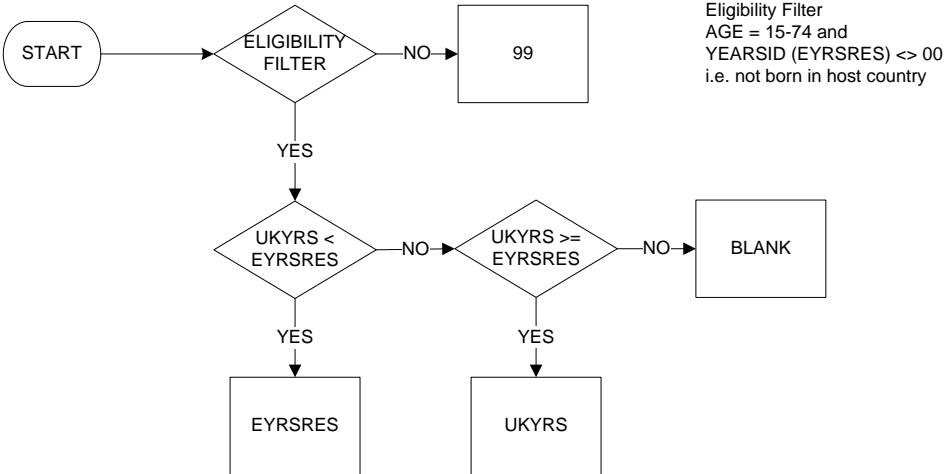 START
ELIGIBILITY
FILTER
NO
99
Eligibility Filter
AGE = 15-74 and
YEARSID (EYRSRES) <> 00
i.e. not born in host country
YES
UKYRS <
EYRSRES
NO
UKYRS >=
EYRSRES
NO
BLANK
YES
YES
EYRSRES
UKYRS